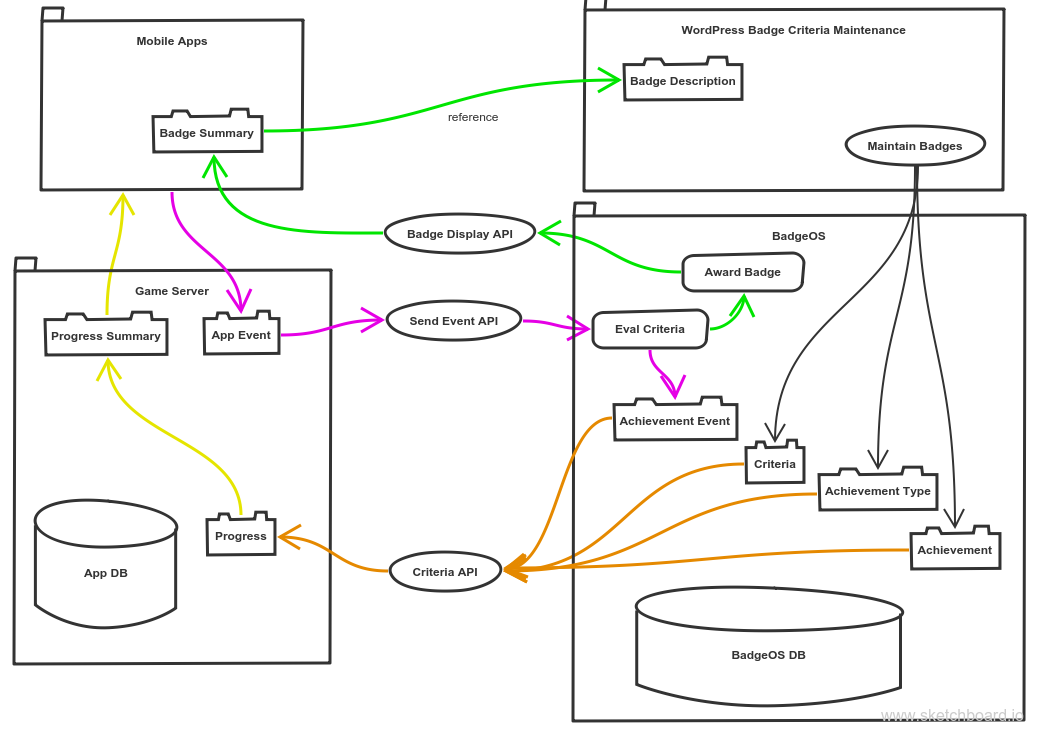 Mobile Apps
WordPress Badge Criteria Maintenance
Badge Description
Badge Summary
reference
Maintain Badges
Badge Display API
BadgeOS
Award Badge
Game Server
Progress Summary
App Event
Send Event API
Eval Criteria
Achievement Event
Criteria
Achievement Type
Progress
Achievement
App DB
Criteria API
BadgeOS DB
www.sketchboard.io